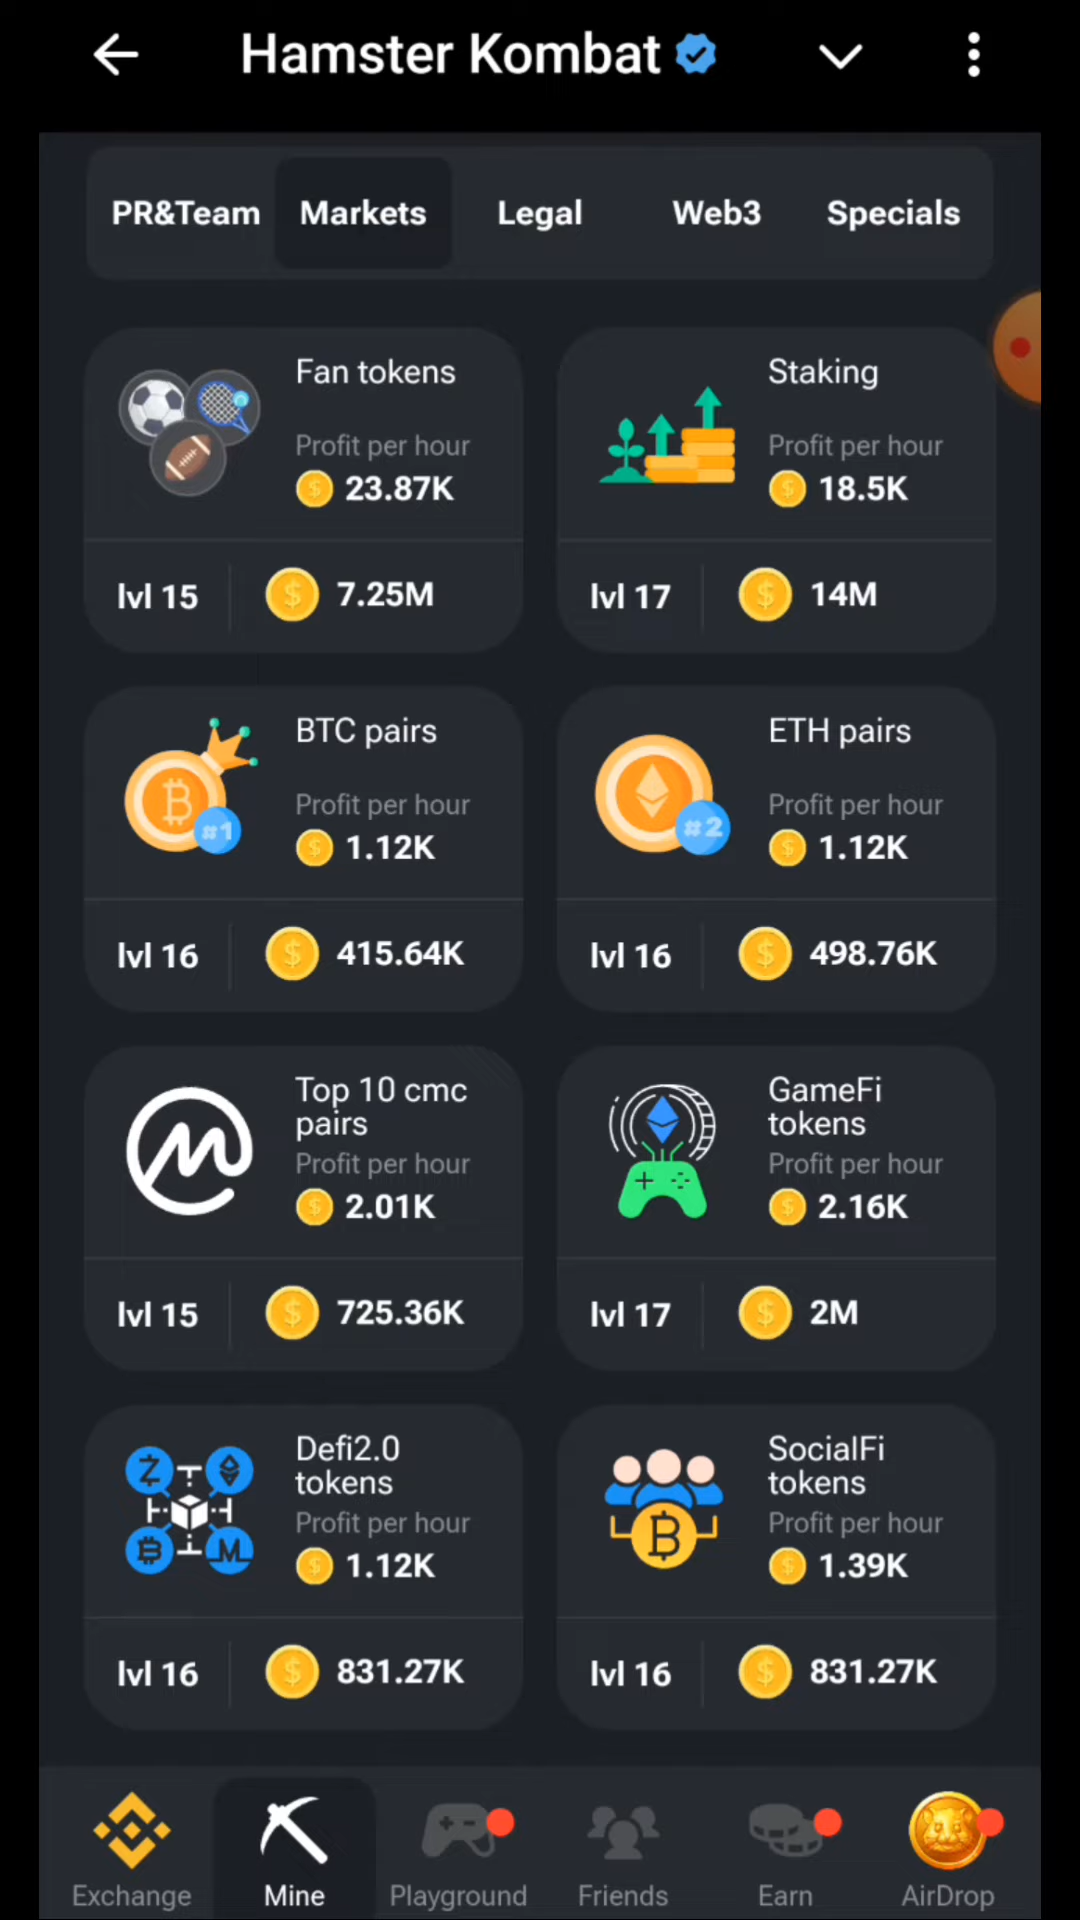 Hamster Kombat
PR&Team Markets Legal Web3 Specials
Fan tokens
Profit per hour
23.87K
lvl 15 7.25M
Staking
Profit per hour
18.5K
lvl 17 14M
BTC pairs
#1
Profit per hour
1.12K
lvl 16 415.64K
ETH pairs
#2
Profit per hour
1.12K
lvl 16 498.76K
Top 10 cmc
pairs
Profit per hour
2.01K
lvl 15 725.36K
GameFi
tokens
Profit per hour
2.16K
lvl 17 2M
Defi2.0
tokens
Profit per hour
1.12K
lvl 16 831.27K
SocialFi
tokens
Profit per hour
1.39K
lvl 16 831.27K
Exchange Mine Playground Friends Earn AirDrop